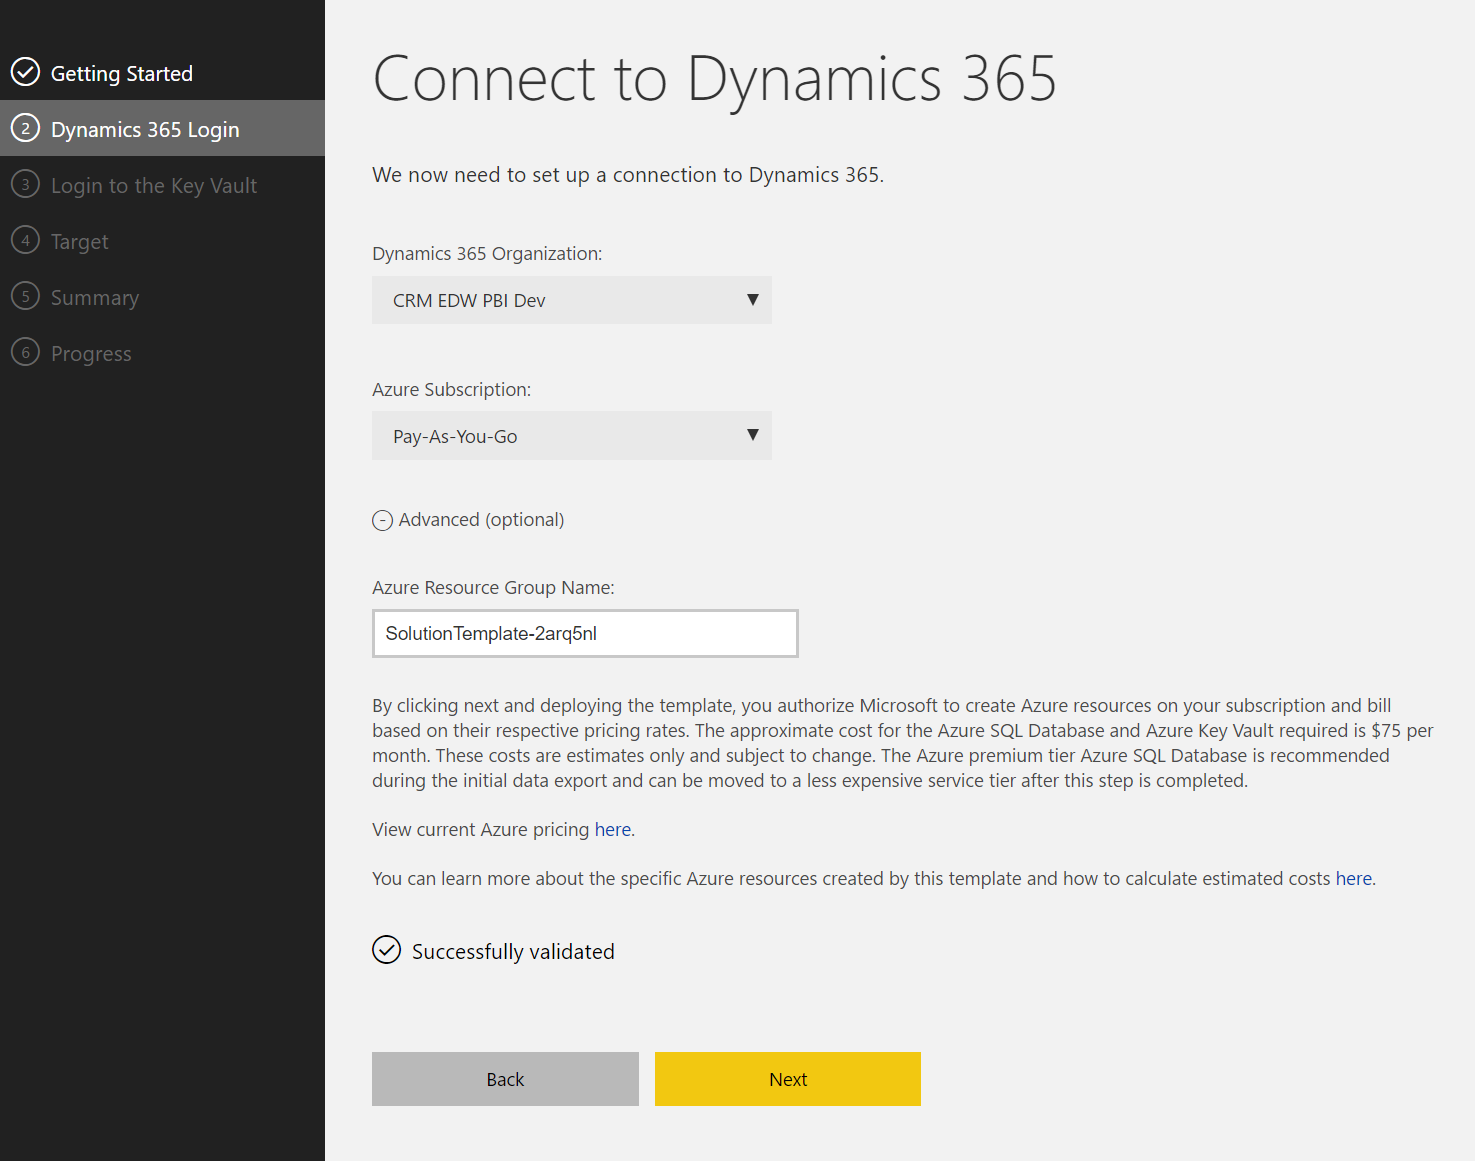 Getting Started
2 Dynamics 365 Login
3 Login to the Key Vault
4 Target
5 Summary
6 Progress
Connect to Dynamics 365
We now need to set up a connection to Dynamics 365.
Dynamics 365 Organization:
CRM EDW PBI Dev
Azure Subscription:
Pay-As-You-Go
Advanced (optional)
Azure Resource Group Name:
SolutionTemplate-2arq5nl
By clicking next and deploying the template, you authorize Microsoft to create Azure resources on your subscription and bill
based on their respective pricing rates. The approximate cost for the Azure SQL Database and Azure Key Vault required is $75 per
month. These costs are estimates only and subject to change. The Azure premium tier Azure SQL Database is recommended
during the initial data export and can be moved to a less expensive service tier after this step is completed.
View current Azure pricing here.
You can learn more about the specific Azure resources created by this template and how to calculate estimated costs here.
Successfully validated
Back
Next